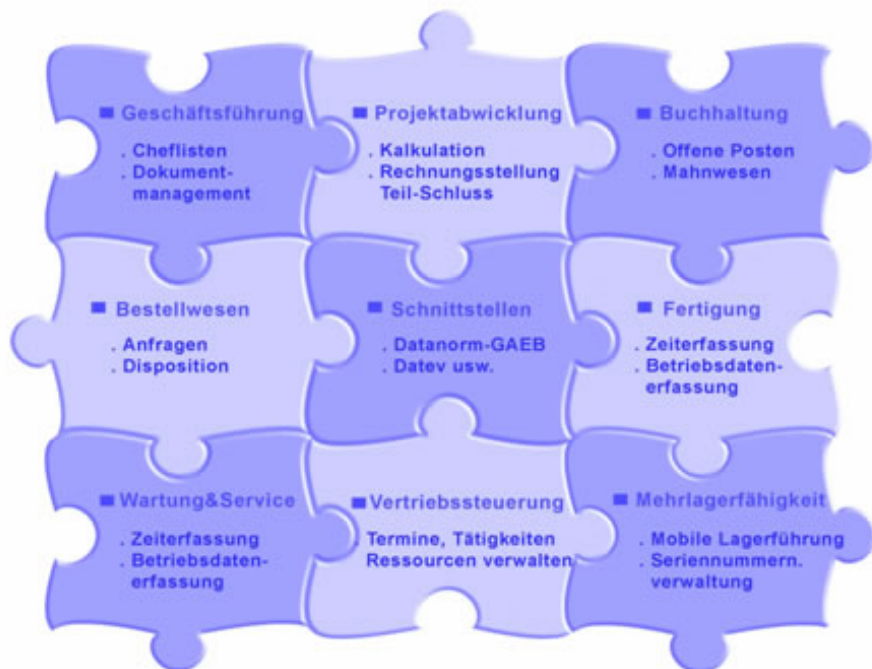 ■ Geschäftsführung
. Cheflisten
. Dokument-
management
■ Projektabwicklung
. Kalkulation
. Rechnungsstellung
Teil-Schluss
■ Buchhaltung
. Offene Posten
. Mahnwesen
■ Bestellwesen
. Anfragen
. Disposition
■ Schnittstellen
. Datanorm-GAEB
. Datev usw.
■ Fertigung
. Zeiterfassung
. Betriebsdaten-
erfassung
■ Wartung&Service
. Zeiterfassung
. Betriebsdaten-
erfassung
■ Vertriebssteuerung
. Termine, Tätigkeiten
Ressourcen verwalten
■ Mehrlagerfähigkeit
. Mobile Lagerführung
. Seriennummern.
verwaltung